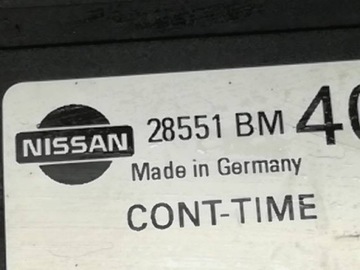 NISSAN 28551 BM
Made in Germany
CONT-TIME